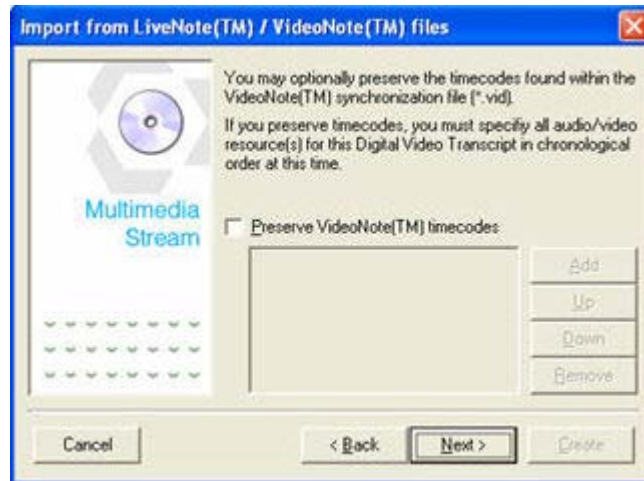 Import from LiveNote(TM) / VideoNote(TM) files
You may optionally preserve the timecodes found within the
VideoNote(TM) synchronization file (*.vid).
If you preserve timecodes, you must specifiy all audio/video
resource(s) for this Digital Video Transcript in chronological
order at this time.
Multimedia
Stream
Preserve VideoNote(TM) timecodes
Add
Up
Down
Remove
Cancel
< Back
Next >
Create